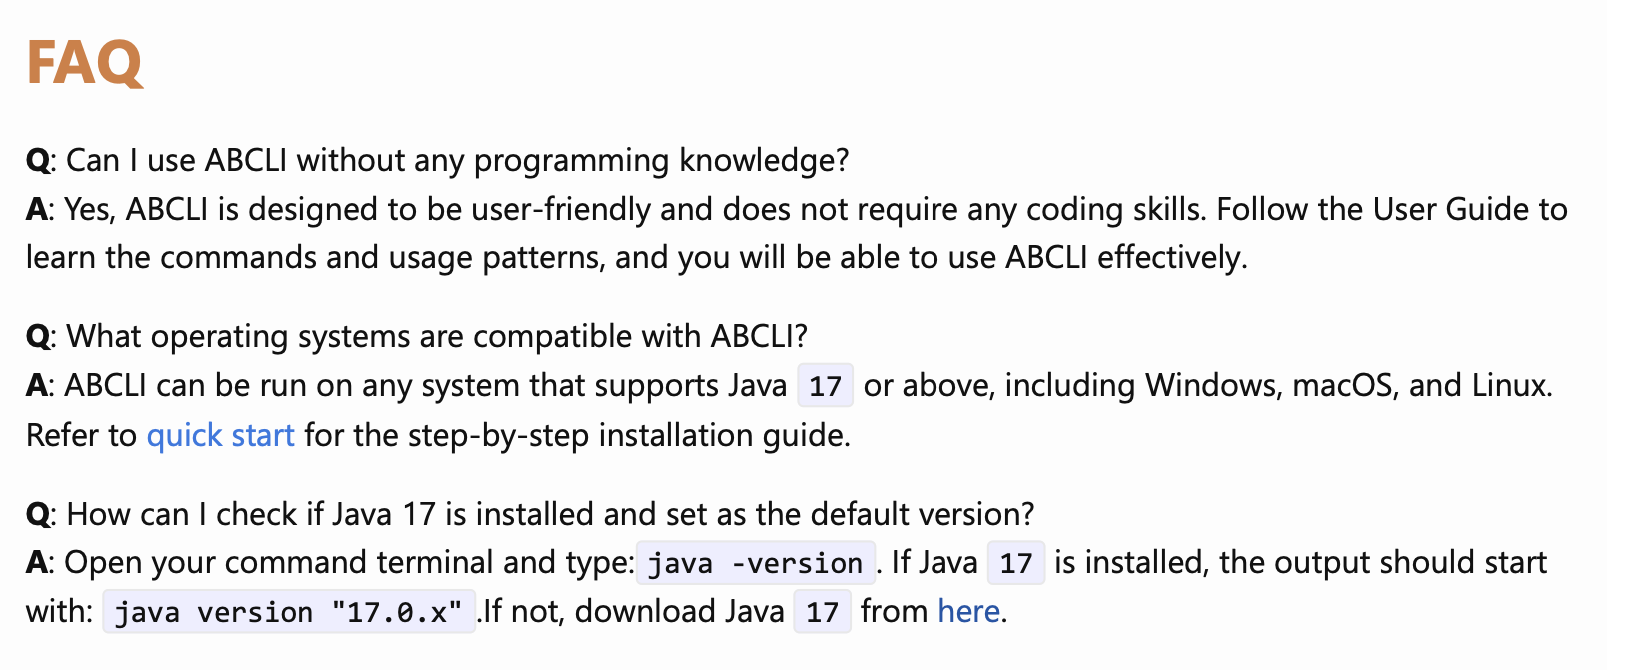 FAQ
Q: Can I use ABCLI without any programming knowledge?
A: Yes, ABCLI is designed to be user-friendly and does not require any coding skills. Follow the User Guide to
learn the commands and usage patterns, and you will be able to use ABCLI effectively.
Q: What operating systems are compatible with ABCLI?
A: ABCLI can be run on any system that supports Java 17 or above, including Windows, macOS, and Linux.
Refer to quick start for the step-by-step installation guide.
Q: How can I check if Java 17 is installed and set as the default version?
A: Open your command terminal and type: java -version. If Java 17 is installed, the output should start
with: java version "17.0.x".If not, download Java 17 from here.